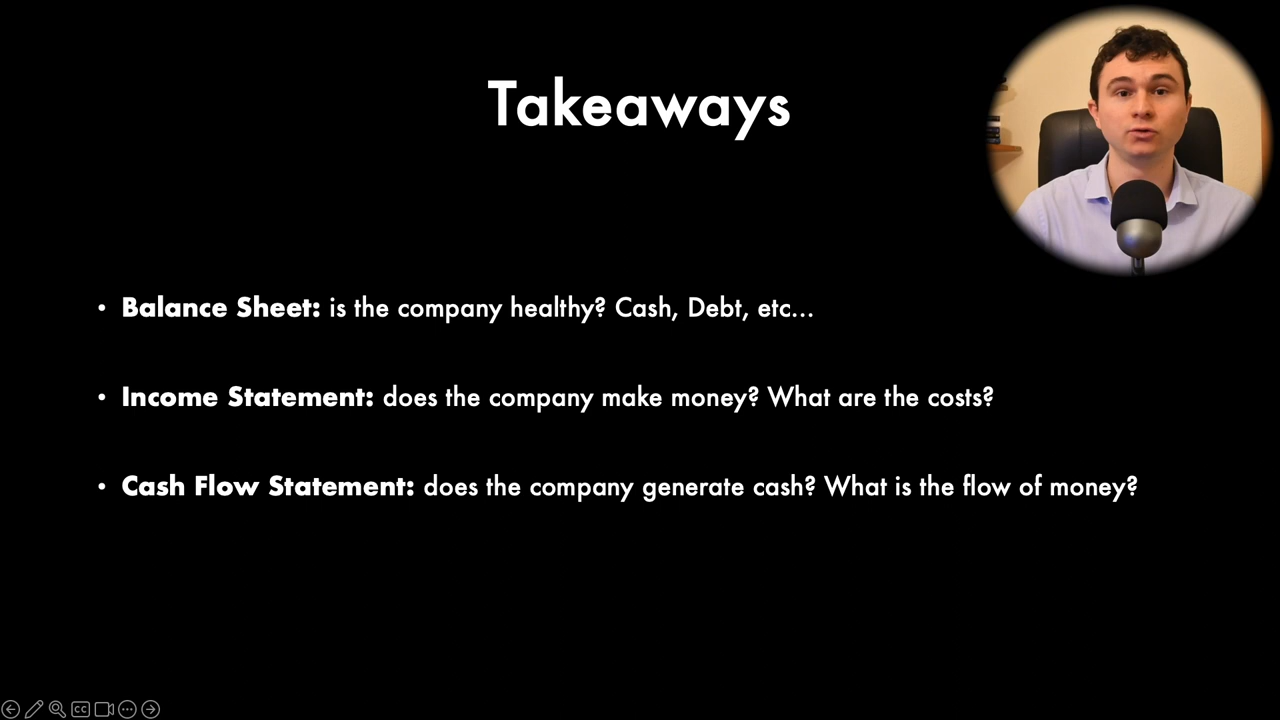 Takeaways
• Balance Sheet: is the company healthy? Cash, Debt, etc...
• Income Statement: does the company make money? What are the costs?
• Cash Flow Statement: does the company generate cash? What is the flow of money?
CC